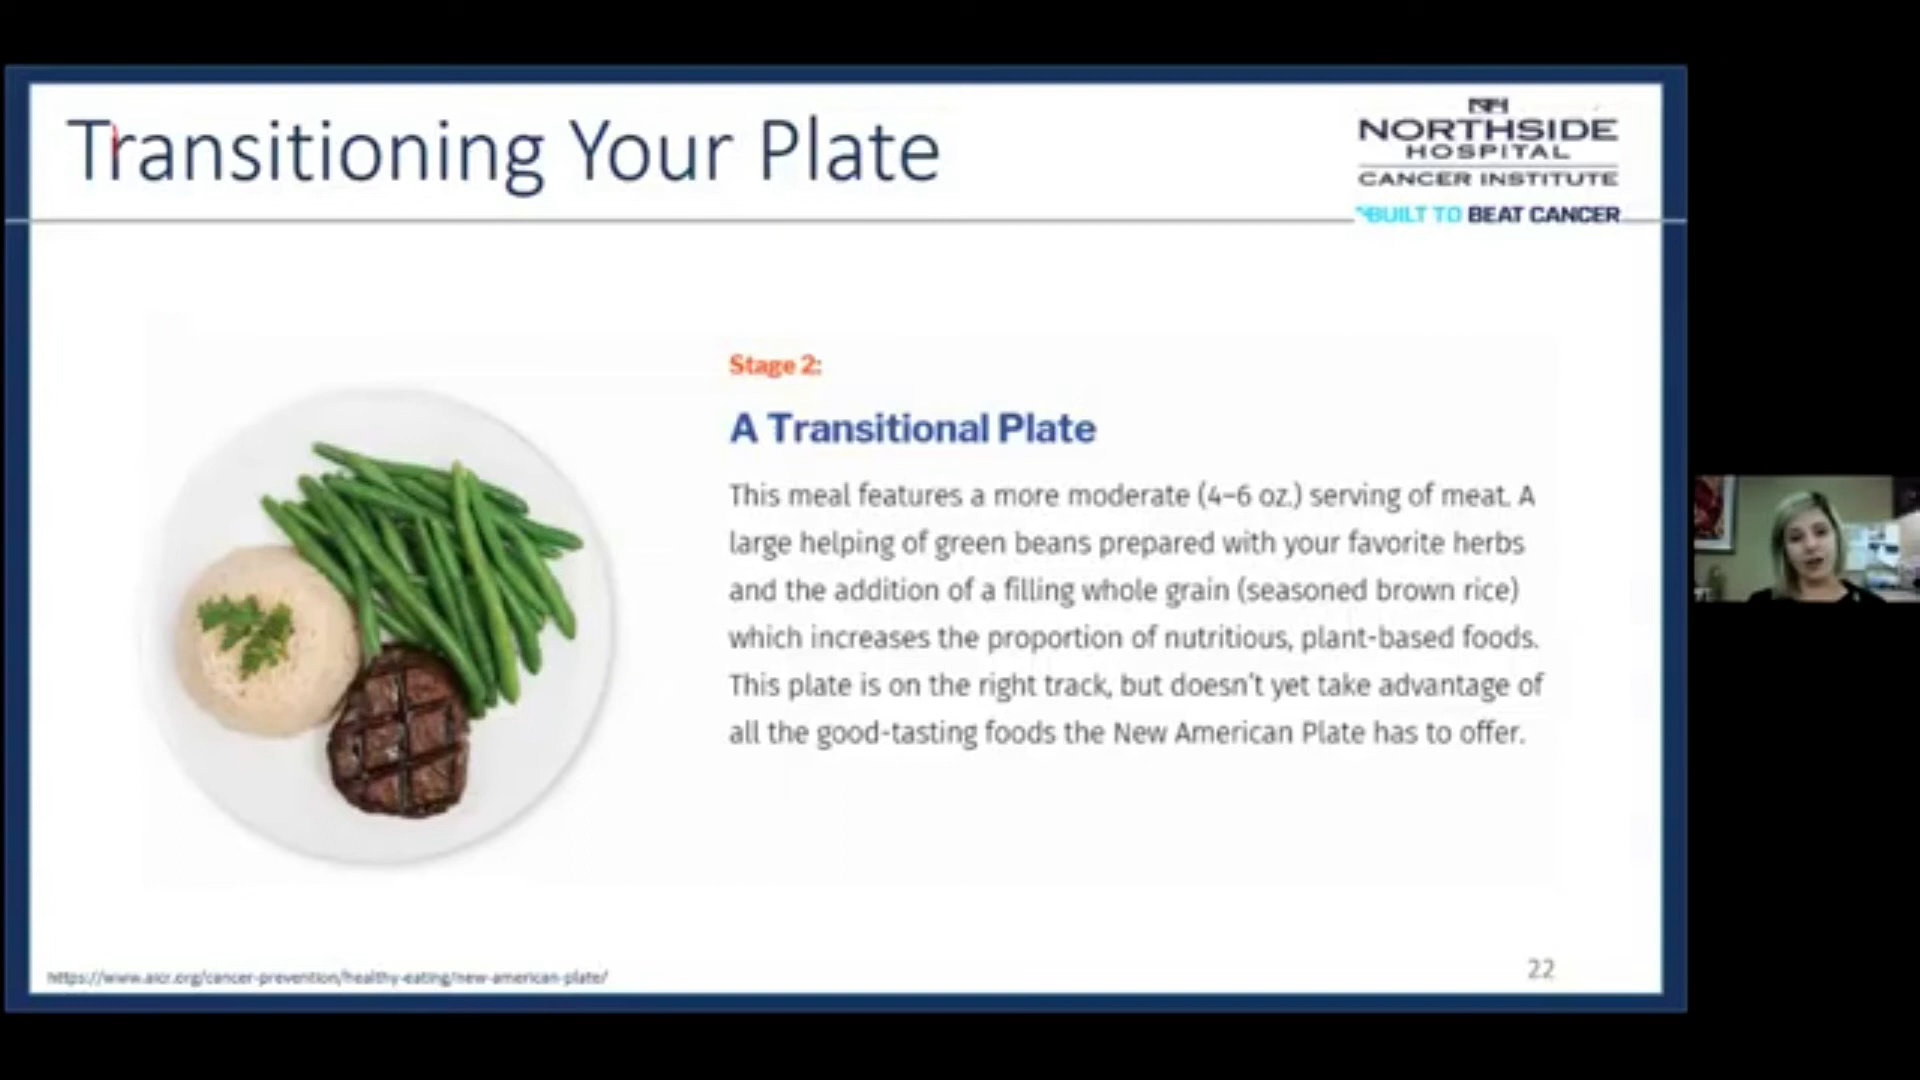 Transitioning Your Plate
NH
NORTHSIDE
HOSPITAL
CANCER INSTITUTE
BUILT TO BEAT CANCER
Stage 2:
A Transitional Plate
This meal features a more moderate (4–6 oz.) serving of meat. A
large helping of green beans prepared with your favorite herbs
and the addition of a filling whole grain (seasoned brown rice)
which increases the proportion of nutritious, plant-based foods.
This plate is on the right track, but doesn't yet take advantage of
all the good-tasting foods the New American Plate has to offer.
https://www.aicr.org/cancer-prevention/healthy-eating/new-american-plate/
22